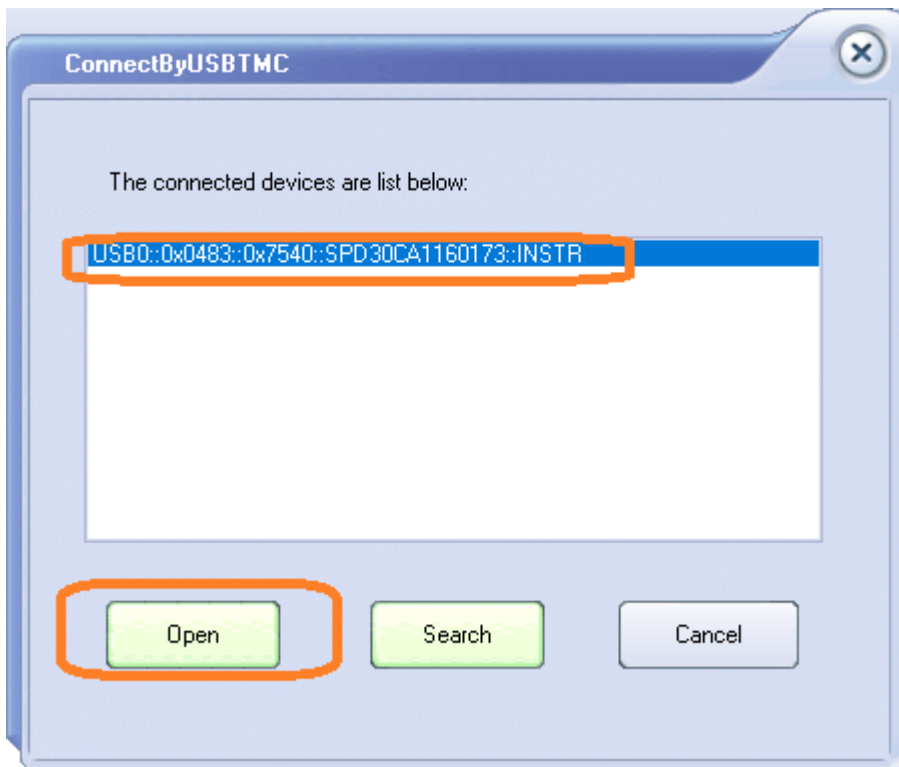 ConnectByUSBTMC
The connected devices are list below:
USB0::0x0483::0x7540::SPD30CA1160173::INSTR
Open
Search
Cancel